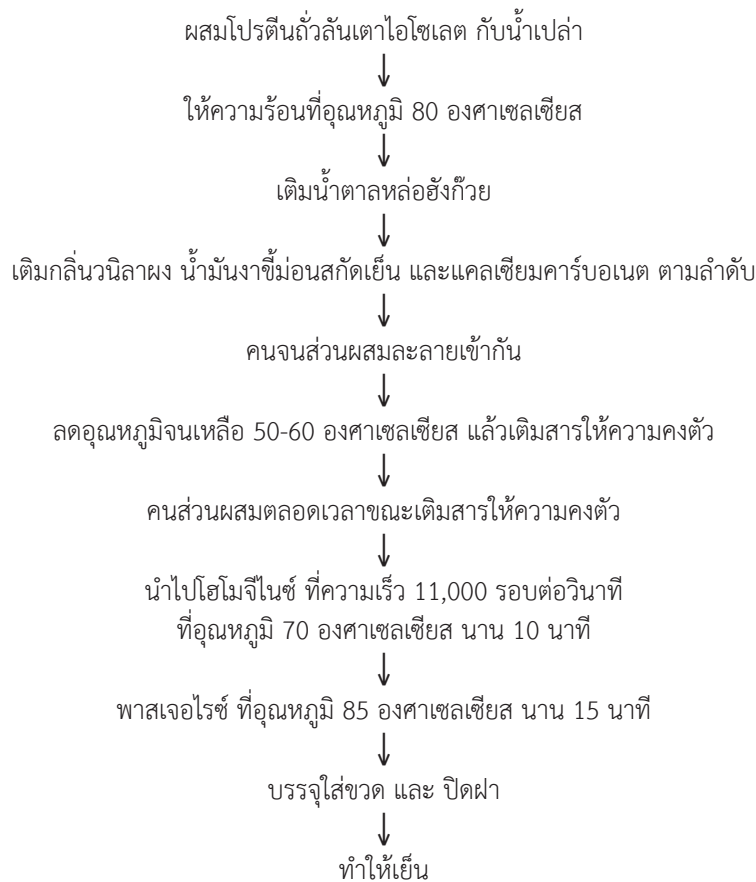 ผสมโปรตีนถั่วลันเตาไอโซเลต กับน้ำเปล่า
ให้ความร้อนที่อุณหภูมิ 80 องศาเซลเซียส
เติมน้ำตาลหล่อฮังก๊วย
เติมกลิ่นวนิลาผง น้ำมันงาขี้ม่อนสกัดเย็น และแคลเซียมคาร์บอเนต ตามลำดับ
คนจนส่วนผสมละลายเข้ากัน
ลดอุณหภูมิจนเหลือ 50-60 องศาเซลเซียส แล้วเติมสารให้ความคงตัว
คนส่วนผสมตลอดเวลาขณะเติมสารให้ความคงตัว
นำไปโฮโมจีไนซ์ ที่ความเร็ว 11,000 รอบต่อวินาที
ที่อุณหภูมิ 70 องศาเซลเซียส นาน 10 นาที
พาสเจอไรซ์ ที่อุณหภูมิ 85 องศาเซลเซียส นาน 15 นาที
บรรจุใส่ขวด และ ปิดฝา
ทำให้เย็น